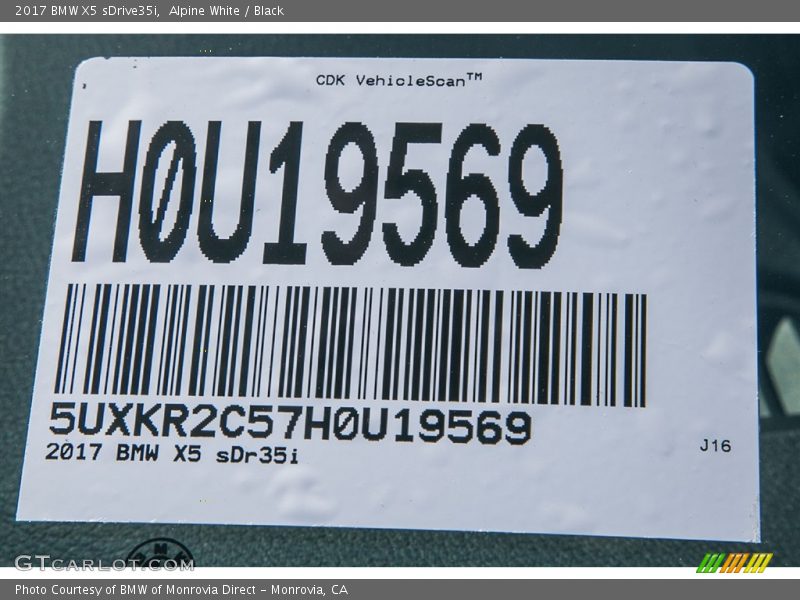 2017 BMW X5 sDrive35i, Alpine White / Black
CDK VehicleScan™
H0U19569
5UXKR2C57H0U19569
2017 BMW X5 sDr35i
J16
GTcarlot.com
Photo Courtesy of BMW of Monrovia Direct - Monrovia, CA